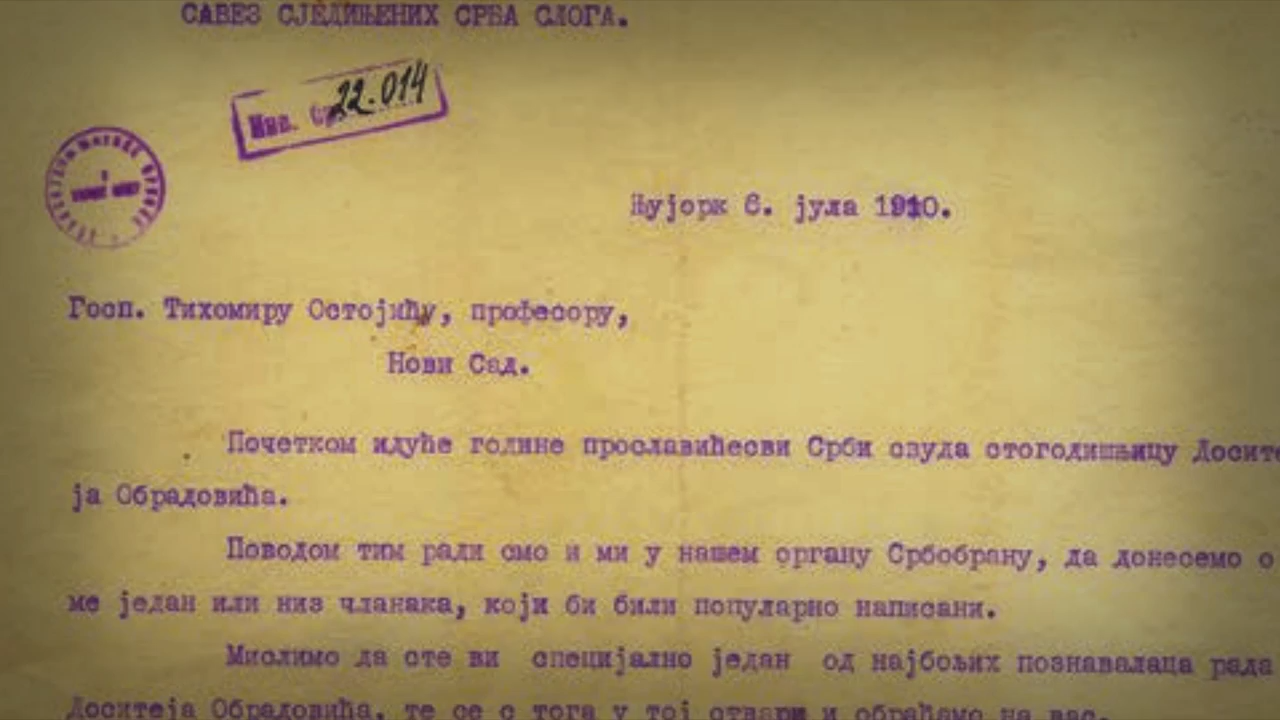 САВЕЗ СЈЕДИЊЕНИХ СРБА СЛОГА.
Инв. 22.014
Њујорк 6. јула 1910.
Госп. Тихомиру Остојићу, професору,
Нови Сад.
Почетком идуће године прославићесви Срби свуда стогодишњицу Досите
ја Обрадовића.
Поводом тим ради смо и ми у нашем органу Србобрану, да донесемо о
ме један или низ чланака, који би били популарно написани.
Мислимо да сте ви специјално један од најбољих познавалаца рада
Доситеја Обрадовића, те се с тога у тој ствари и обраћамо на вас.